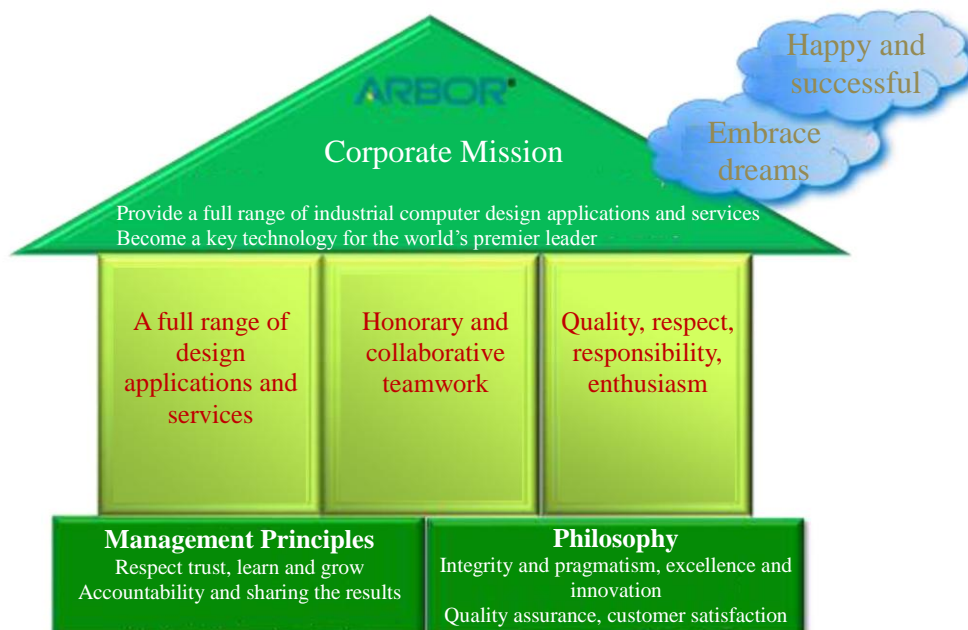 Happy and
successful
Embrace
dreams
ARBOR®
Corporate Mission
Provide a full range of industrial computer design applications and services
Become a key technology for the world's premier leader
A full range of
design
applications and
services
Honorary and
collaborative
teamwork
Quality, respect,
responsibility,
enthusiasm
Management Principles
Respect trust, learn and grow
Accountability and sharing the results
Philosophy
Integrity and pragmatism, excellence and
innovation
Quality assurance, customer satisfaction